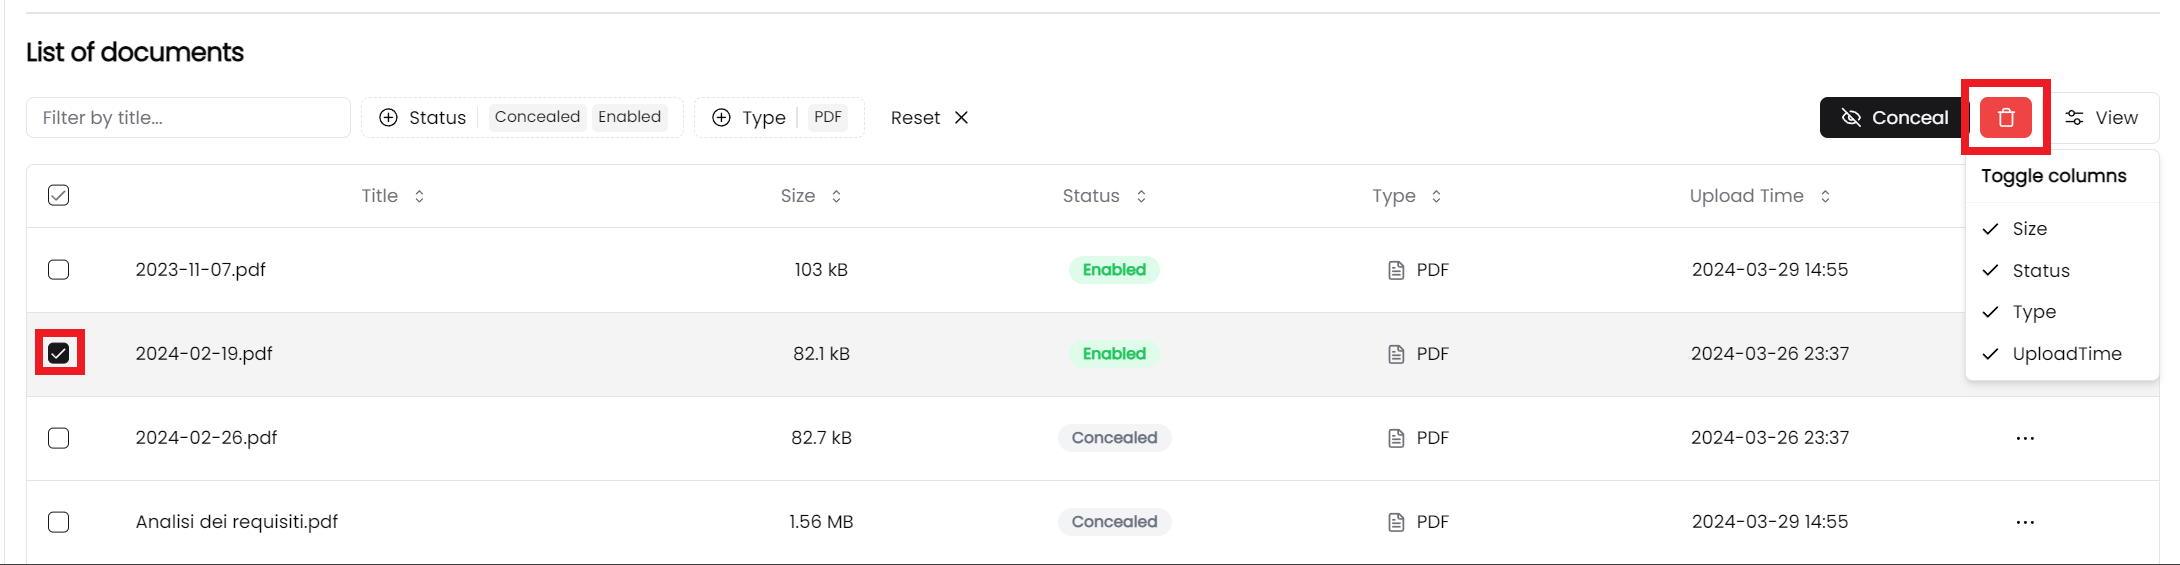 List of documents
Filter by title... Status Concealed Enabled Type PDF Reset Conceal View
Toggle columns
Title Size Status Type Upload Time
Size
2023-11-07.pdf 103 kB Enabled PDF 2024-03-29 14:55
Status
Type
2024-02-19.pdf 82.1 kB Enabled PDF 2024-03-26 23:37
UploadTime
2024-02-26.pdf 82.7 kB Concealed PDF 2024-03-26 23:37 ...
Analisi dei requisiti.pdf 1.56 MB Concealed PDF 2024-03-29 14:55 ...